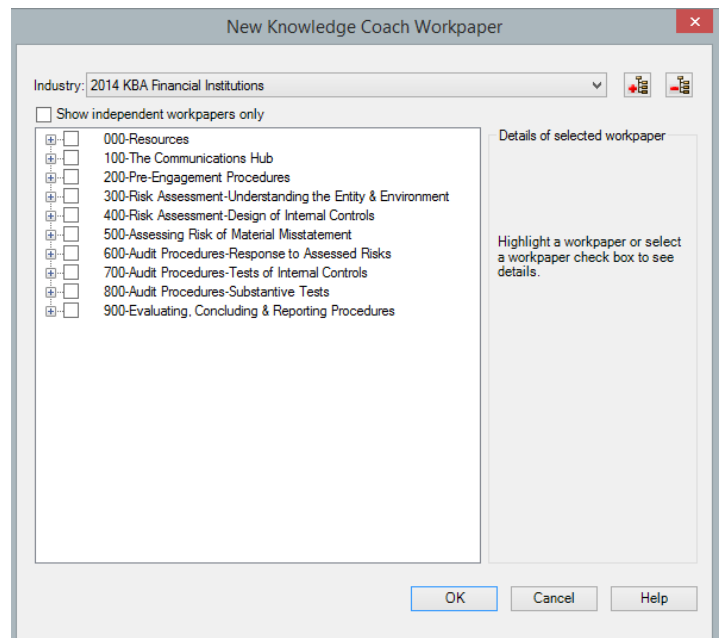 New Knowledge Coach Workpaper
Industry: 2014 KBA Financial Institutions
Show independent workpapers only
000-Resources
100-The Communications Hub
200-Pre-Engagement Procedures
300-Risk Assessment-Understanding the Entity & Environment
400-Risk Assessment-Design of Internal Controls
500-Assessing Risk of Material Misstatement
600-Audit Procedures-Response to Assessed Risks
700-Audit Procedures-Tests of Internal Controls
800-Audit Procedures-Substantive Tests
900-Evaluating, Concluding & Reporting Procedures
Details of selected workpaper
Highlight a workpaper or select
a workpaper check box to see
details.
OK Cancel Help